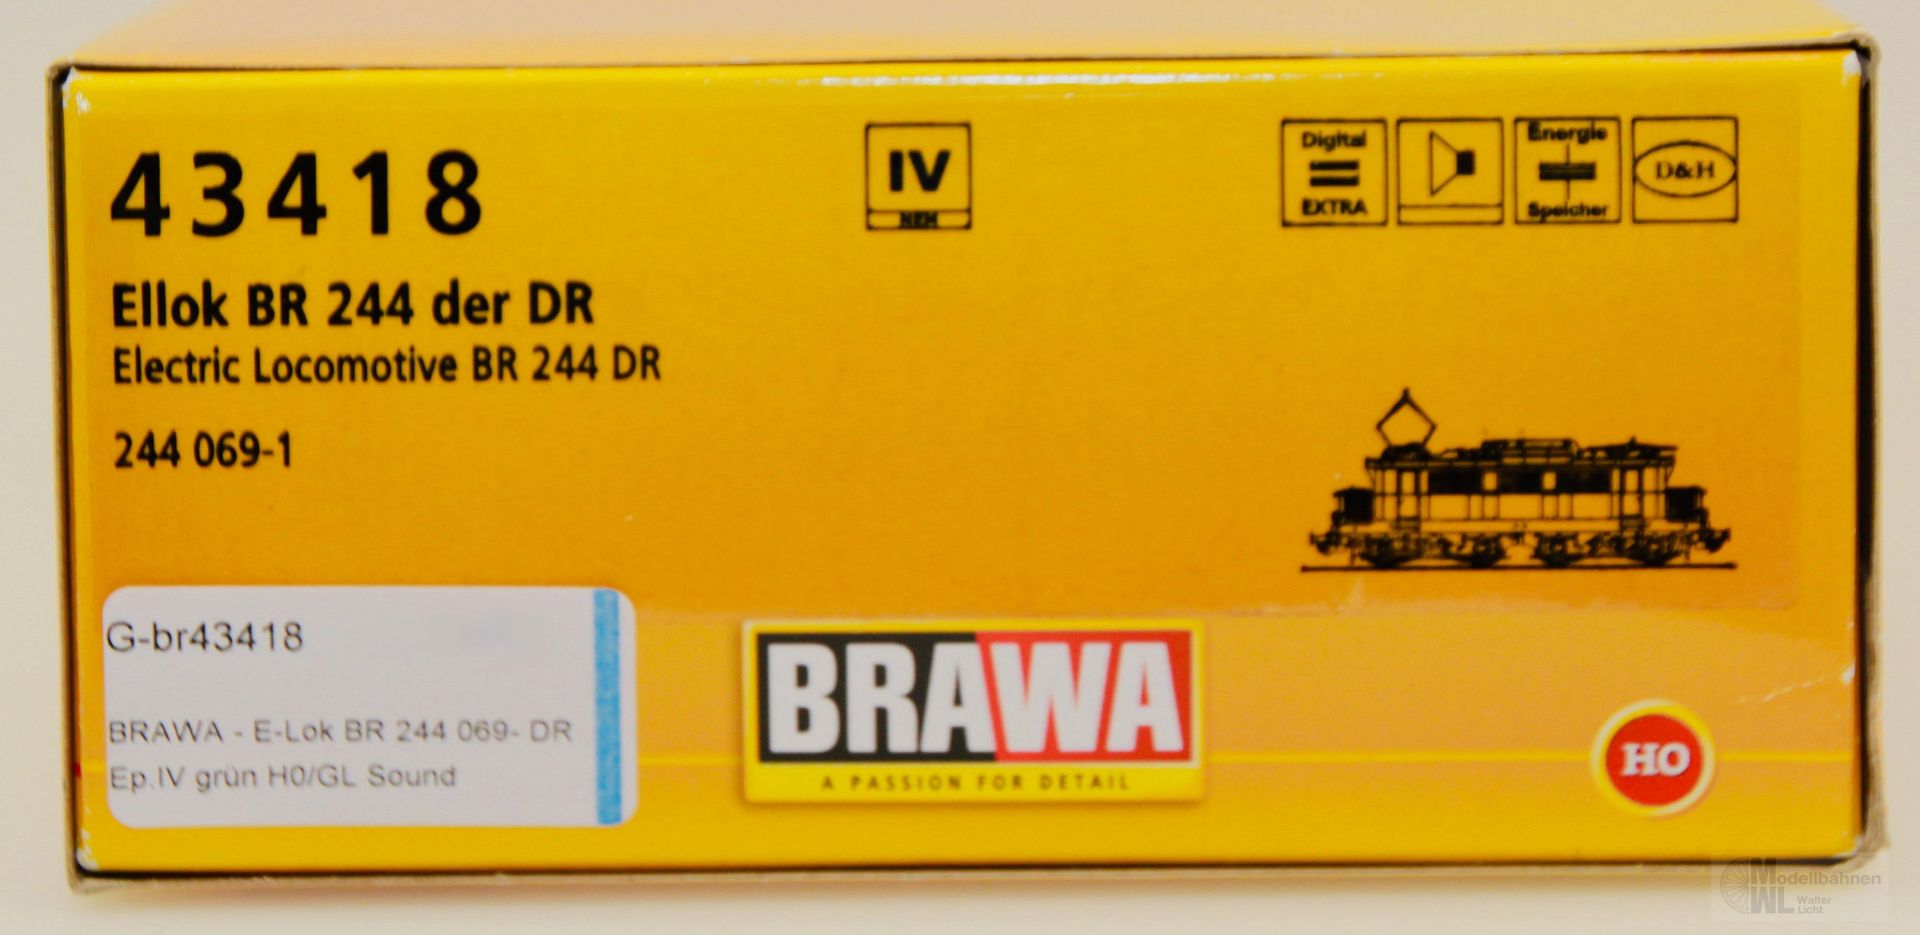 43418
IV
NEM
Digital
EXTRA
Energie
Speicher
D&H
Ellok BR 244 der DR
Electric Locomotive BR 244 DR
244 069-1
G-br43418
BRAWA - E-Lok BR 244 069- DR
Ep.IV grün H0/GL Sound
BRAWA
A PASSION FOR DETAIL
HO
Modellbahnen
WL Walter
Licht